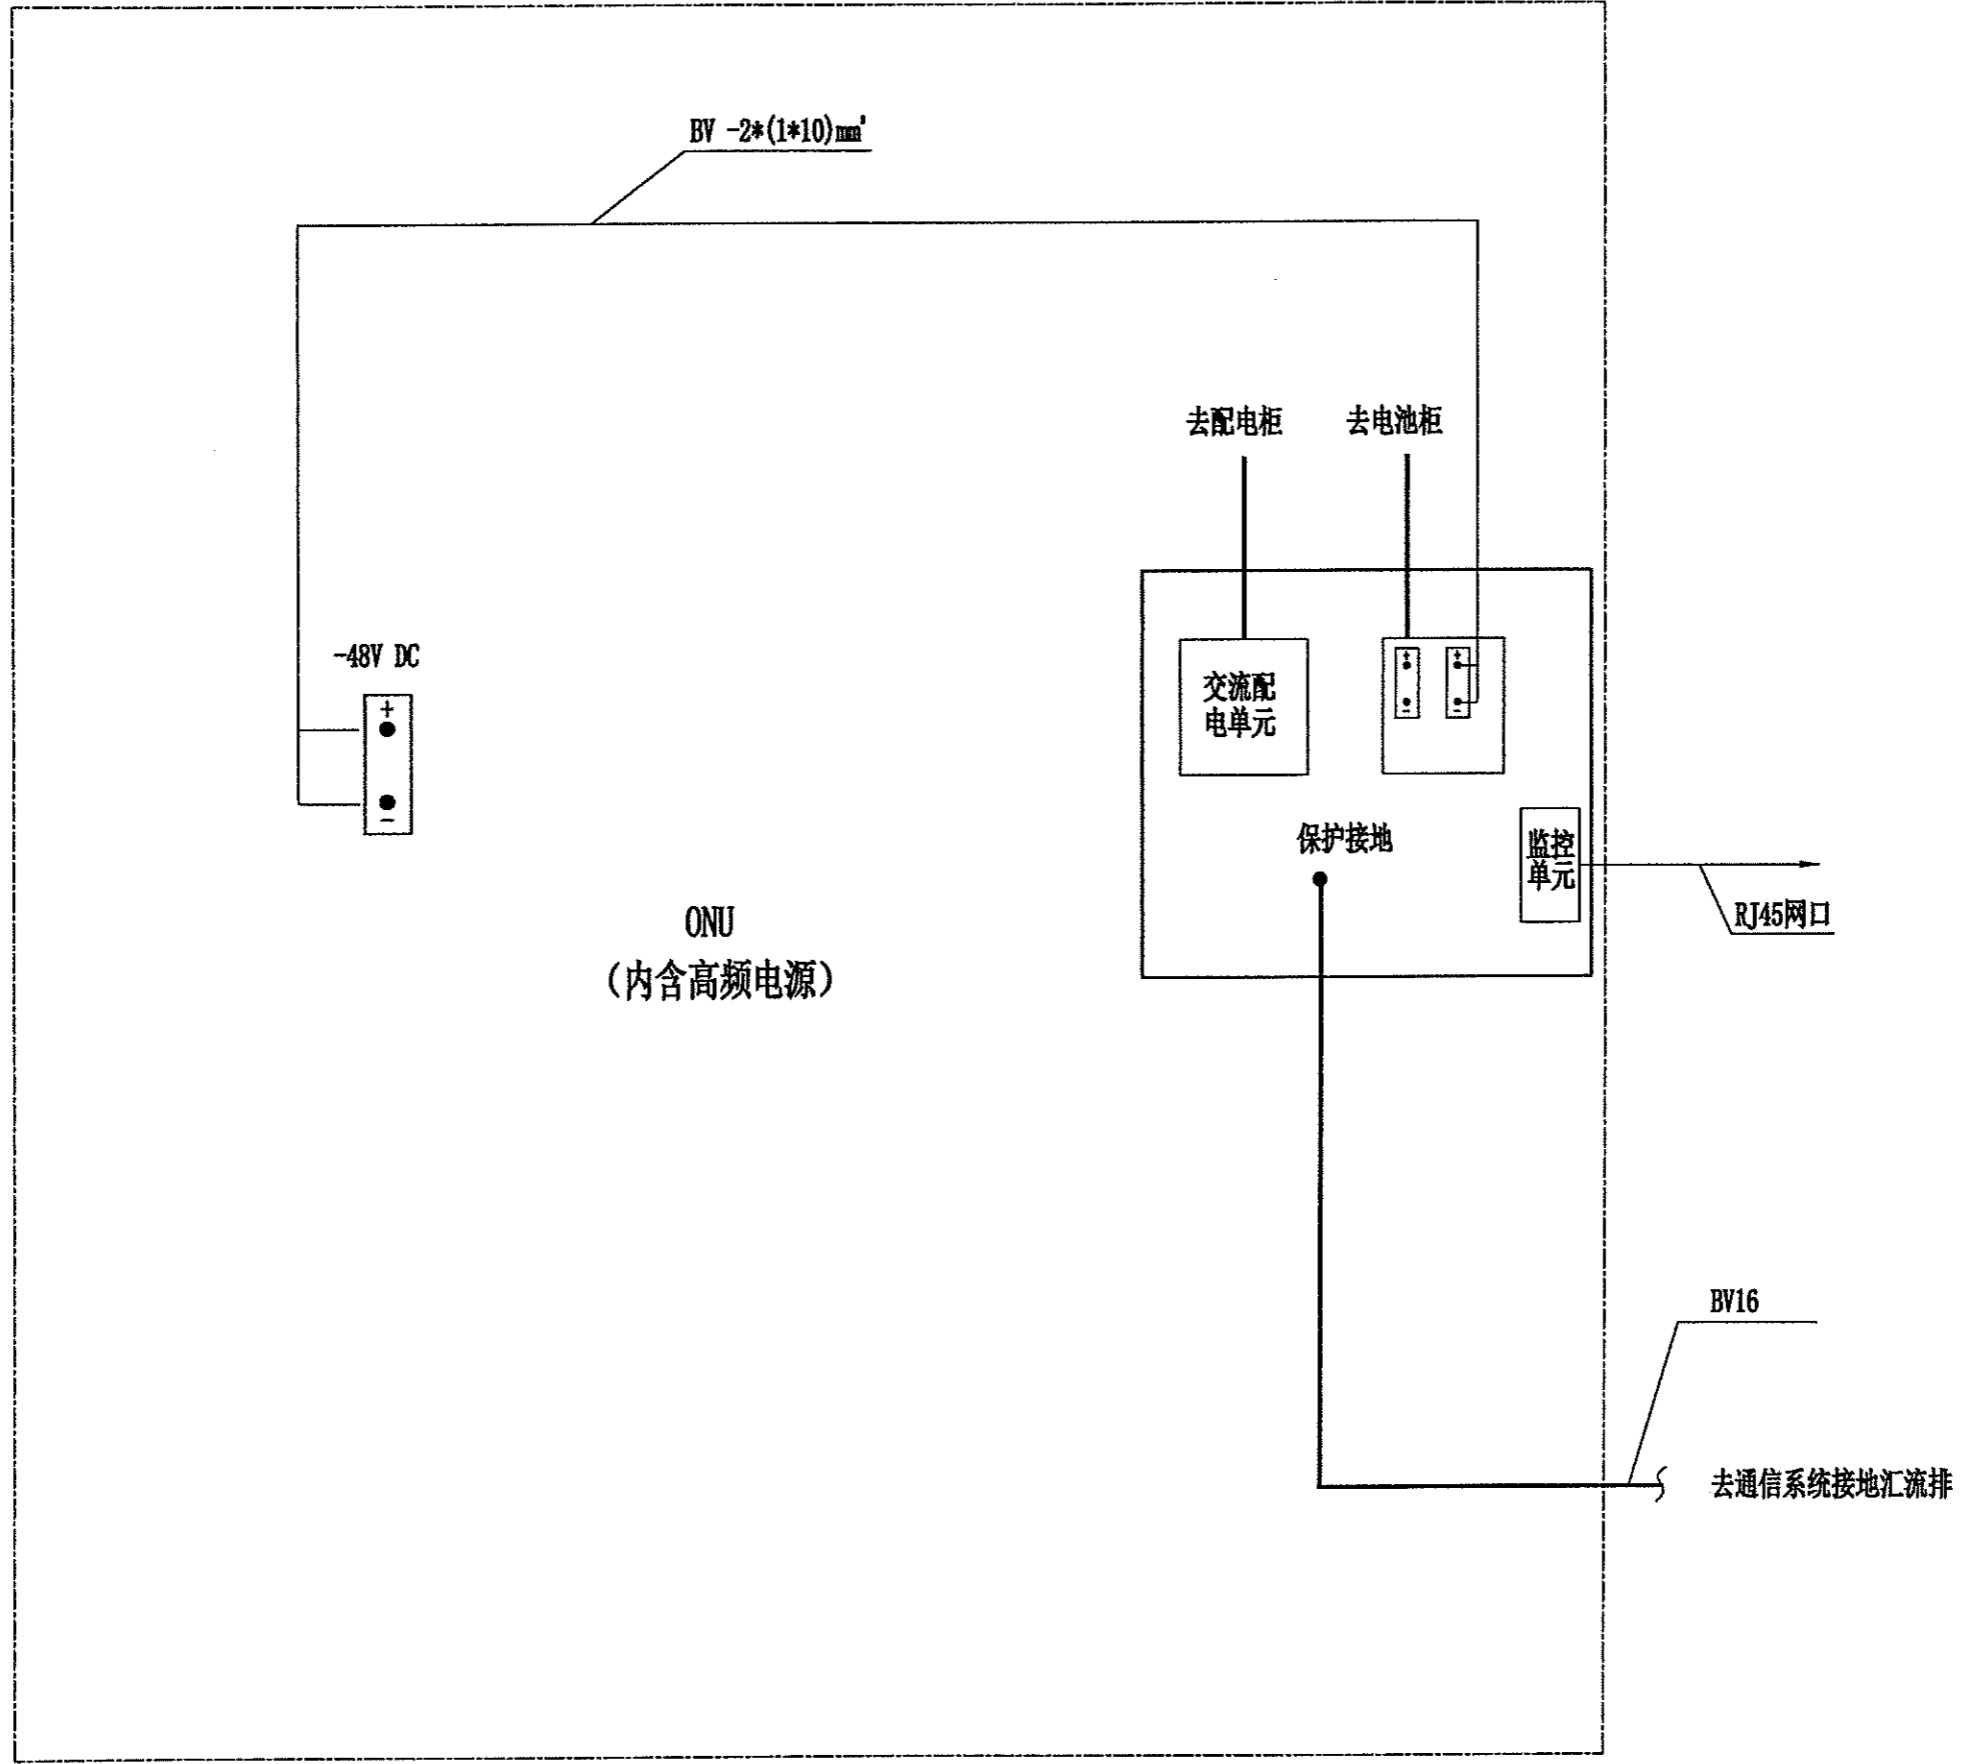 BV -2*(1*10)mm²
去配电柜
去电池柜
-48V DC
+
-
+
-
+
-
交流配
电单元
保护接地
监控
单元
RJ45网口
ONU
(内含高频电源)
BV16
去通信系统接地汇流排